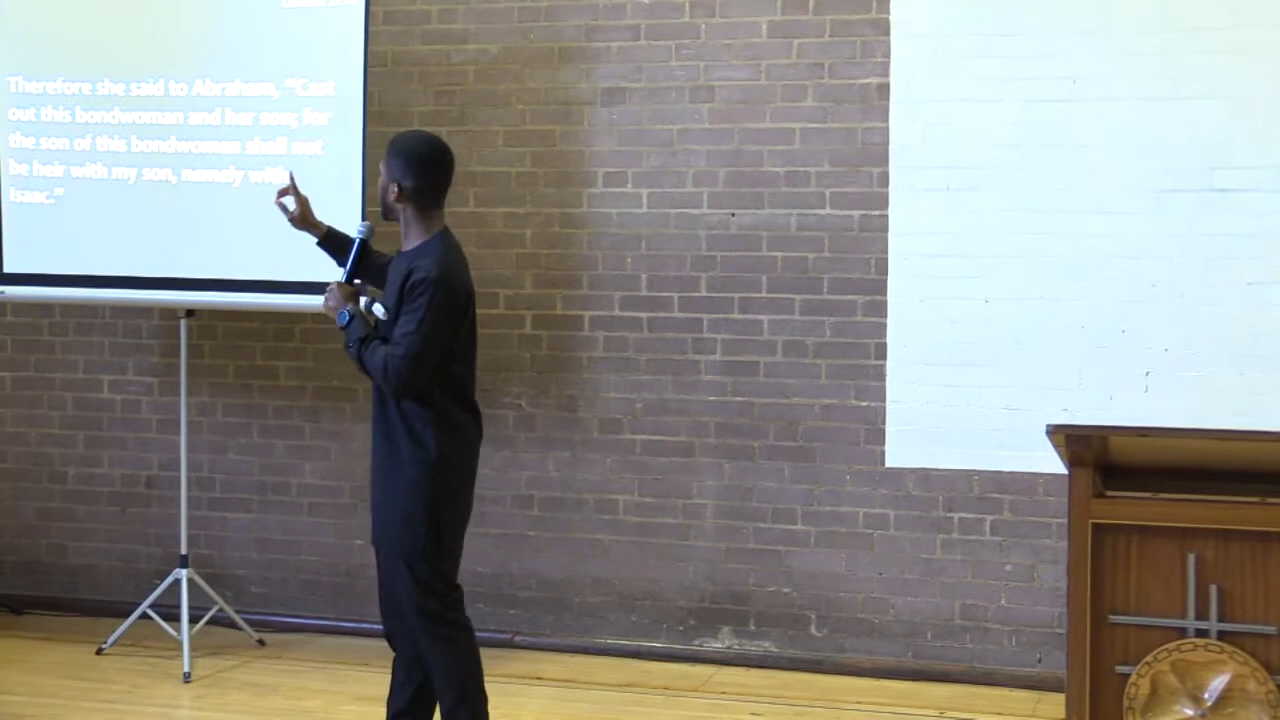 Therefore she said to Abraham, "Cast
out this bondwoman and her son; for
the son of this bondwoman shall not
be heir with my son, namely with
Isaac."